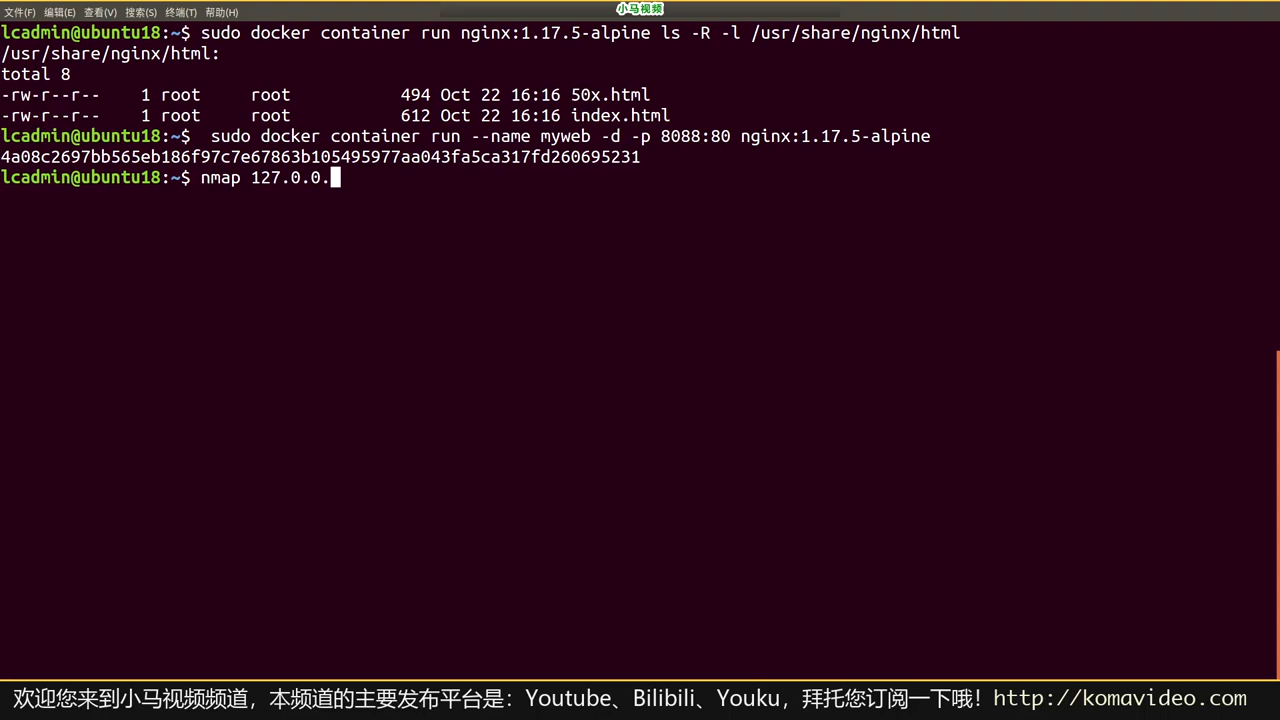 小马视频
文件(F) 编辑(E) 查看(V) 搜索(S) 终端(T) 帮助(H)
lcadmin@ubuntu18:~$ sudo docker container run nginx:1.17.5-alpine ls -R -l /usr/share/nginx/html
/usr/share/nginx/html:
total 8
-rw-r--r-- 1 root root 494 Oct 22 16:16 50x.html
-rw-r--r-- 1 root root 612 Oct 22 16:16 index.html
lcadmin@ubuntu18:~$ sudo docker container run --name myweb -d -p 8088:80 nginx:1.17.5-alpine
4a08c2697bb565eb186f97c7e67863b105495977aa043fa5ca317fd260695231
lcadmin@ubuntu18:~$ nmap 127.0.0.
欢迎您来到小马视频频道，本频道的主要发布平台是：Youtube、Bilibili、Youku，拜托您订阅一下哦！http://komavideo.com